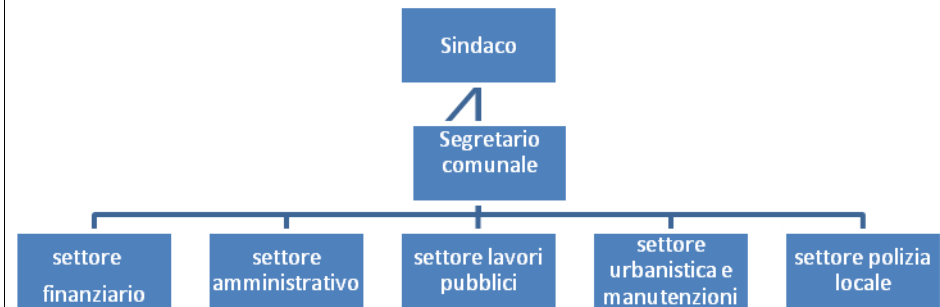 Sindaco
Segretario
comunale
settore
finanziario
settore
amministrativo
settore lavori
pubblici
settore
urbanistica e
manutenzioni
settore polizia
locale